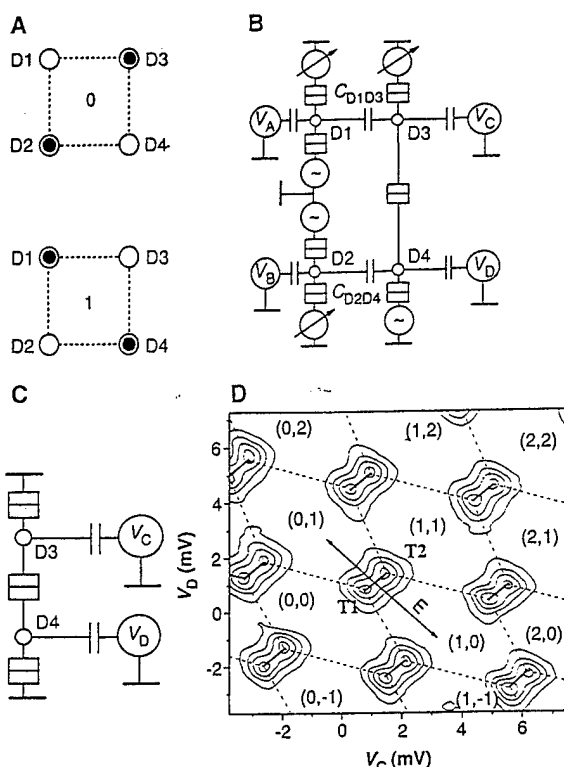 A
D1
D3
0
D2
D4
D1
D3
1
D2
D4
B
C_D1D3
V_A
D1
D3
V_C
~
~
D2
D4
V_B
V_D
C_D2D4
~
C
D3
V_C
D4
V_D
D
(0,2)
(1,2)
(2,2)
(0,1)
(1,1)
(2,1)
T2
T1
E
(0,0)
(1,0)
(2,0)
(0,-1)
(1,-1)
6
4
2
0
-2
V_D (mV)
-2 0 2 4 6
V_C (mV)